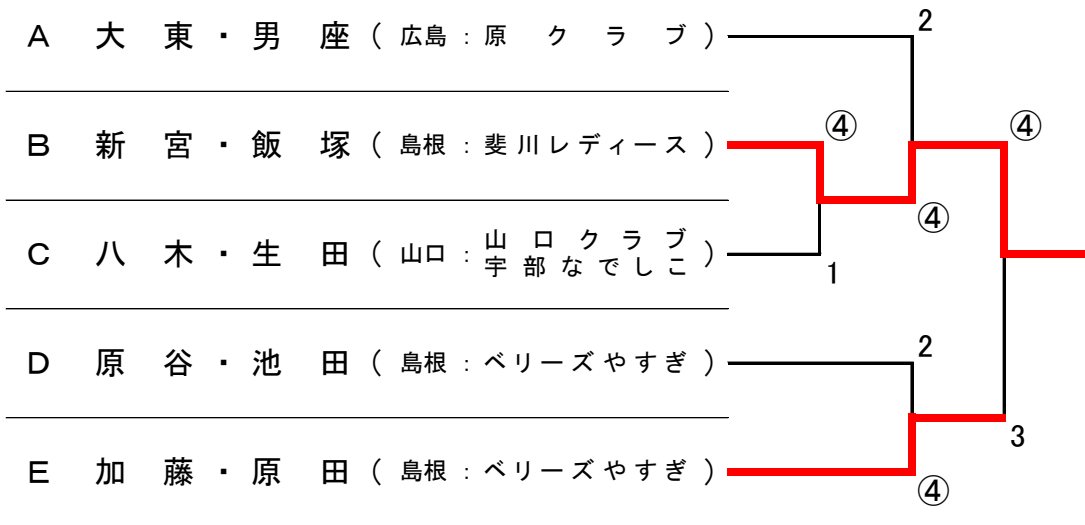 A 大東・男座(広島:原クラブ) 2
B 新宮・飯塚(島根:斐川レディース) ④ ④
④
C 八木・生田(山口:山口クラブ
宇部なでしこ) 1
D 原谷・池田(島根:ベリーズやすぎ) 2
3
E 加藤・原田(島根:ベリーズやすぎ) ④